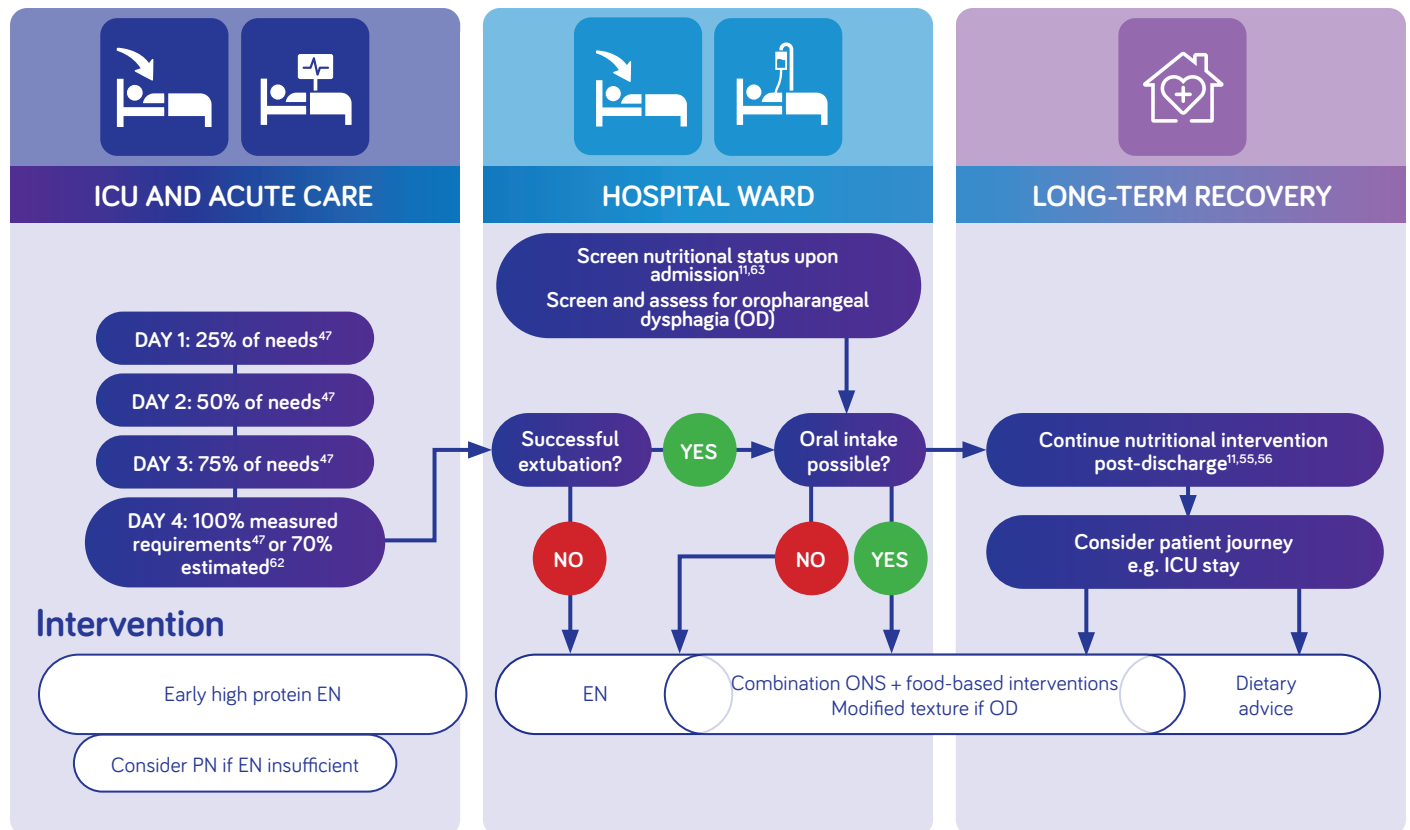 ICU AND ACUTE CARE
DAY 1: 25% of needs47
DAY 2: 50% of needs47
DAY 3: 75% of needs47
DAY 4: 100% measured
requirements47 or 70%
estimated62
Intervention
Early high protein EN
Consider PN if EN insufficient
HOSPITAL WARD
Screen nutritional status upon
admission11,63
Screen and assess for oropharangeal
dysphagia (OD)
Successful
extubation?
YES
Oral intake
possible?
NO
NO
YES
EN
Combination ONS + food-based interventions
Modified texture if OD
LONG-TERM RECOVERY
Continue nutritional intervention
post-discharge11,55,56
Consider patient journey
e.g. ICU stay
Dietary
advice